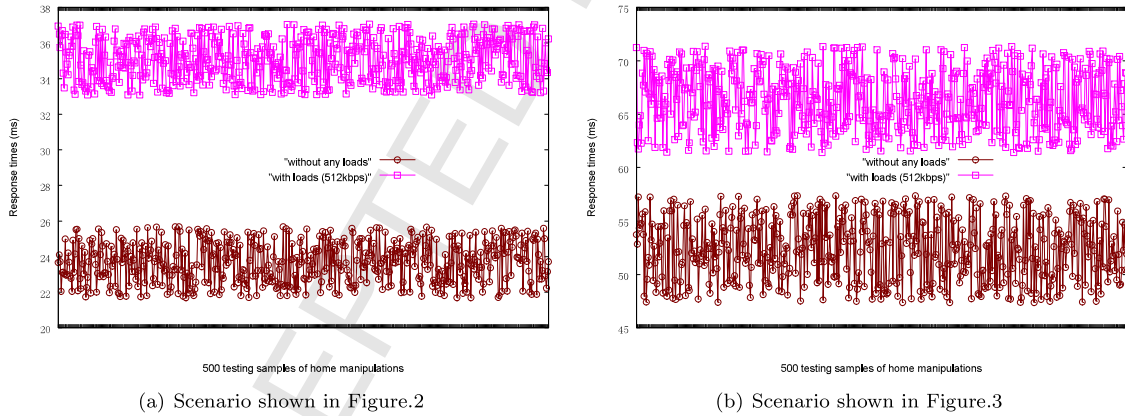 38
36
34
32
30
28
26
24
22
20
Response times (ms)
"without any loads"
"with loads (512kbps)"
500 testing samples of home manipulations
(a) Scenario shown in Figure.2
75
70
65
60
55
50
45
Response times (ms)
"without any loads"
"with loads (512kbps)"
500 testing samples of home manipulations
(b) Scenario shown in Figure.3